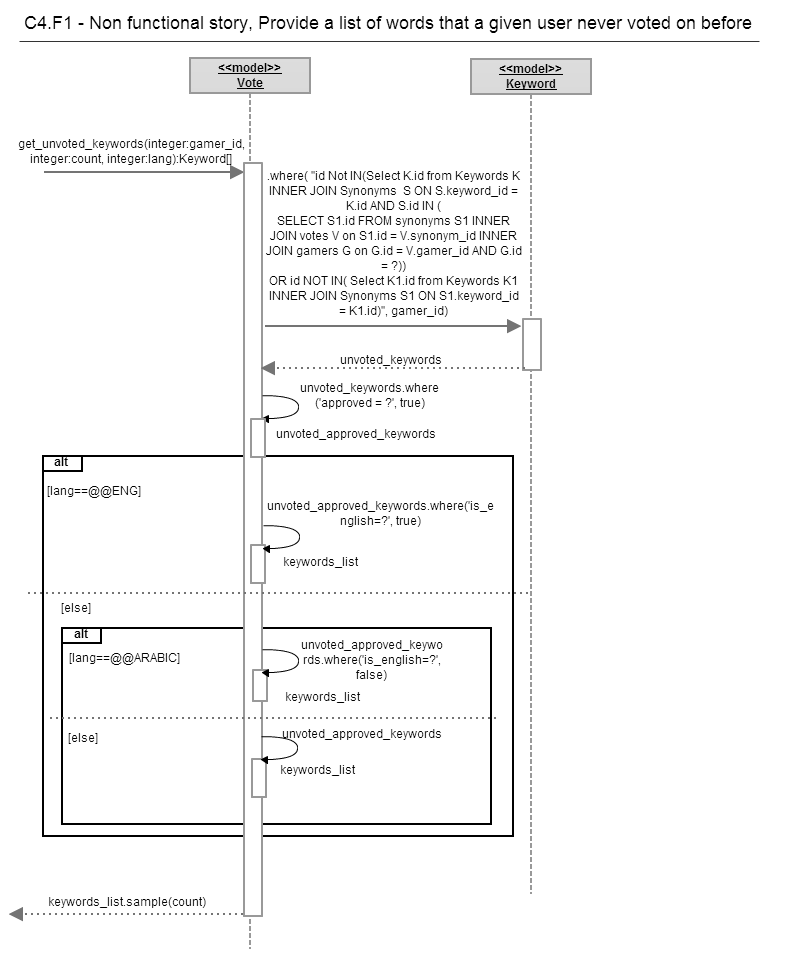 C4.F1 - Non functional story, Provide a list of words that a given user never voted on before
<<model>>
Vote
<<model>>
Keyword
get_unvoted_keywords(integer:gamer_id,
integer:count, integer:lang):Keyword[]
.where( "id Not IN(Select K.id from Keywords K
INNER JOIN Synonyms S ON S.keyword_id =
K.id AND S.id IN (
SELECT S1.id FROM synonyms S1 INNER
JOIN votes V on S1.id = V.synonym_id INNER
JOIN gamers G on G.id = V.gamer_id AND G.id
= ?))
OR id NOT IN( Select K1.id from Keywords K1
INNER JOIN Synonyms S1 ON S1.keyword_id
= K1.id)", gamer_id)
unvoted_keywords
unvoted_keywords.where
('approved = ?', true)
unvoted_approved_keywords
alt
[lang==@@ENG]
unvoted_approved_keywords.where('is_e
nglish=?', true)
keywords_list
[else]
alt
[lang==@@ARABIC]
unvoted_approved_keywo
rds.where('is_english=?',
false)
keywords_list
[else]
unvoted_approved_keywords
keywords_list
keywords_list.sample(count)